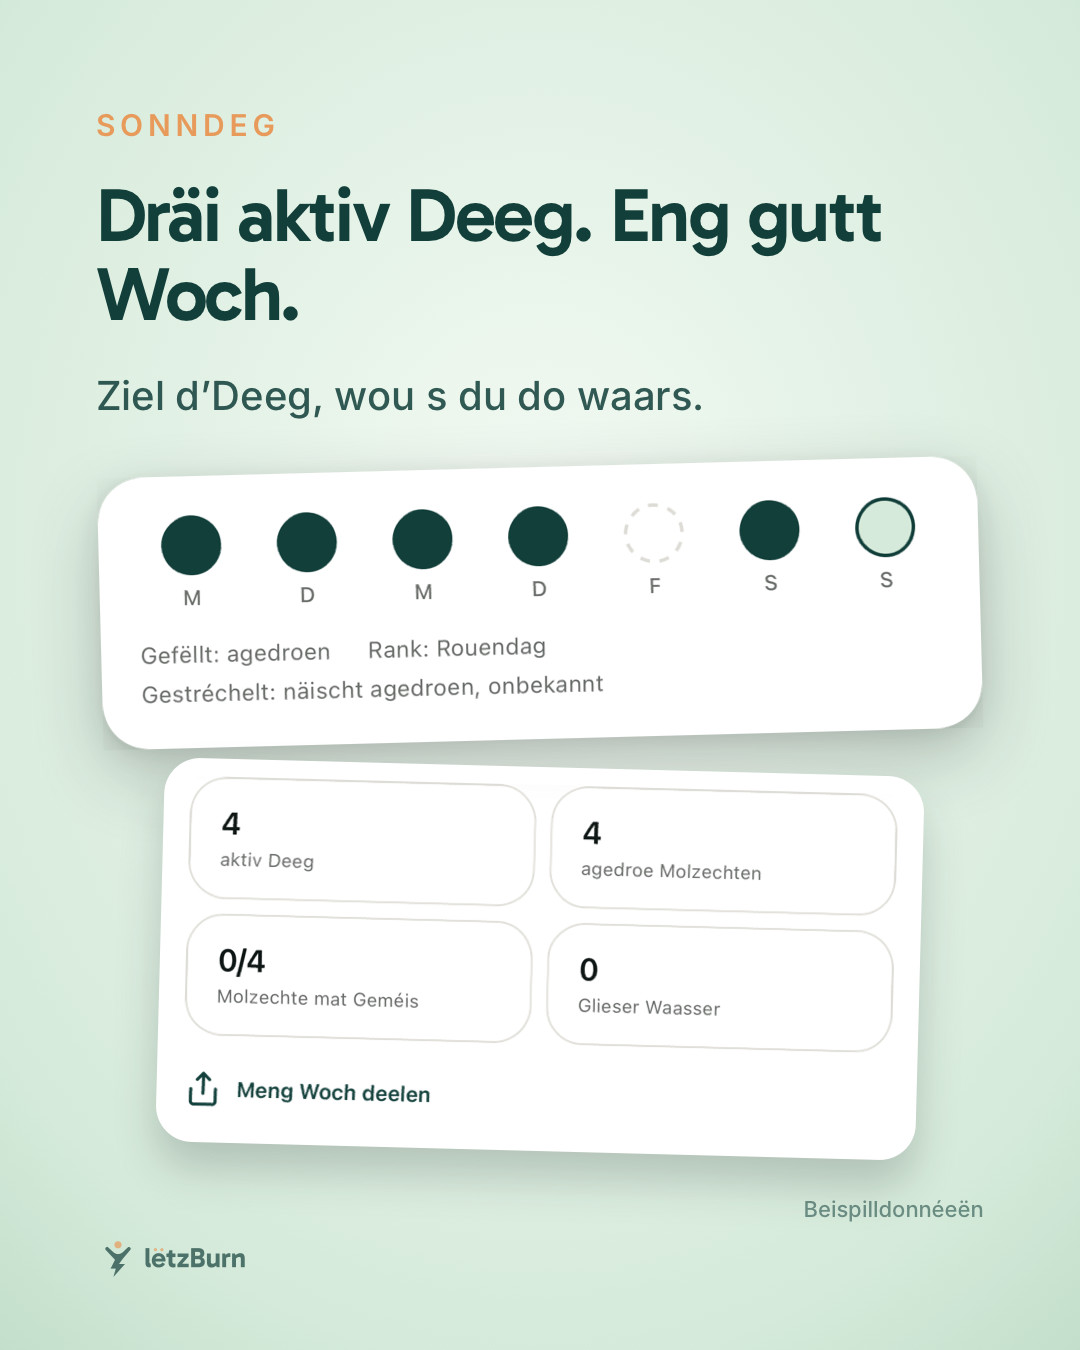 SONNDEG
Dräi aktiv Deeg. Eng gutt
Woch.
Ziel d’Deeg, wou s du do waars.
M D M D F S S
Gefëllt: agedroen Rank: Rouendag
Gestréchelt: näischt agedroen, onbekannt
4
aktiv Deeg
4
agedroe Molzechten
0/4
Molzechte mat Geméis
0
Glieser Waasser
Meng Woch deelen
Beispilldonnéeën
lëtzBurn